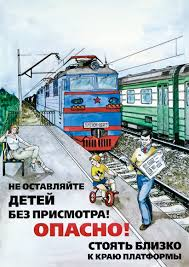 НЕ ОСТАВЛЯЙТЕ
ДЕТЕЙ
БЕЗ ПРИСМОТРА!
ОПАСНО!
СТОЯТЬ БЛИЗКО
К КРАЮ ПЛАТФОРМЫ